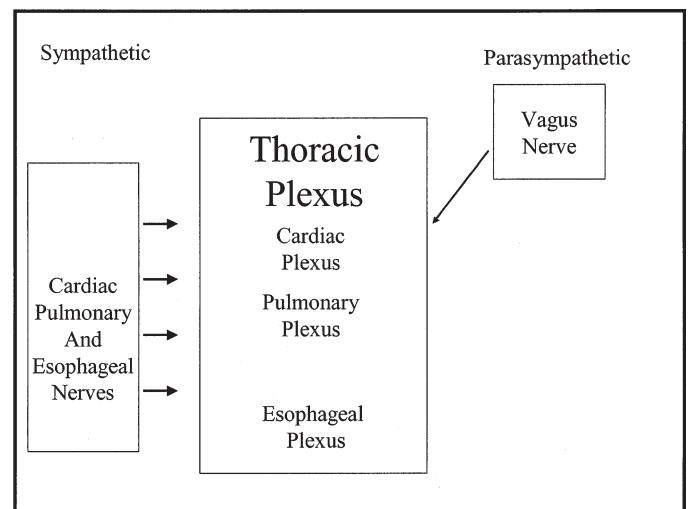 Sympathetic
Parasympathetic
Vagus
Nerve
Thoracic
Plexus
Cardiac
Plexus
Pulmonary
Plexus
Esophageal
Plexus
Cardiac
Pulmonary
And
Esophageal
Nerves